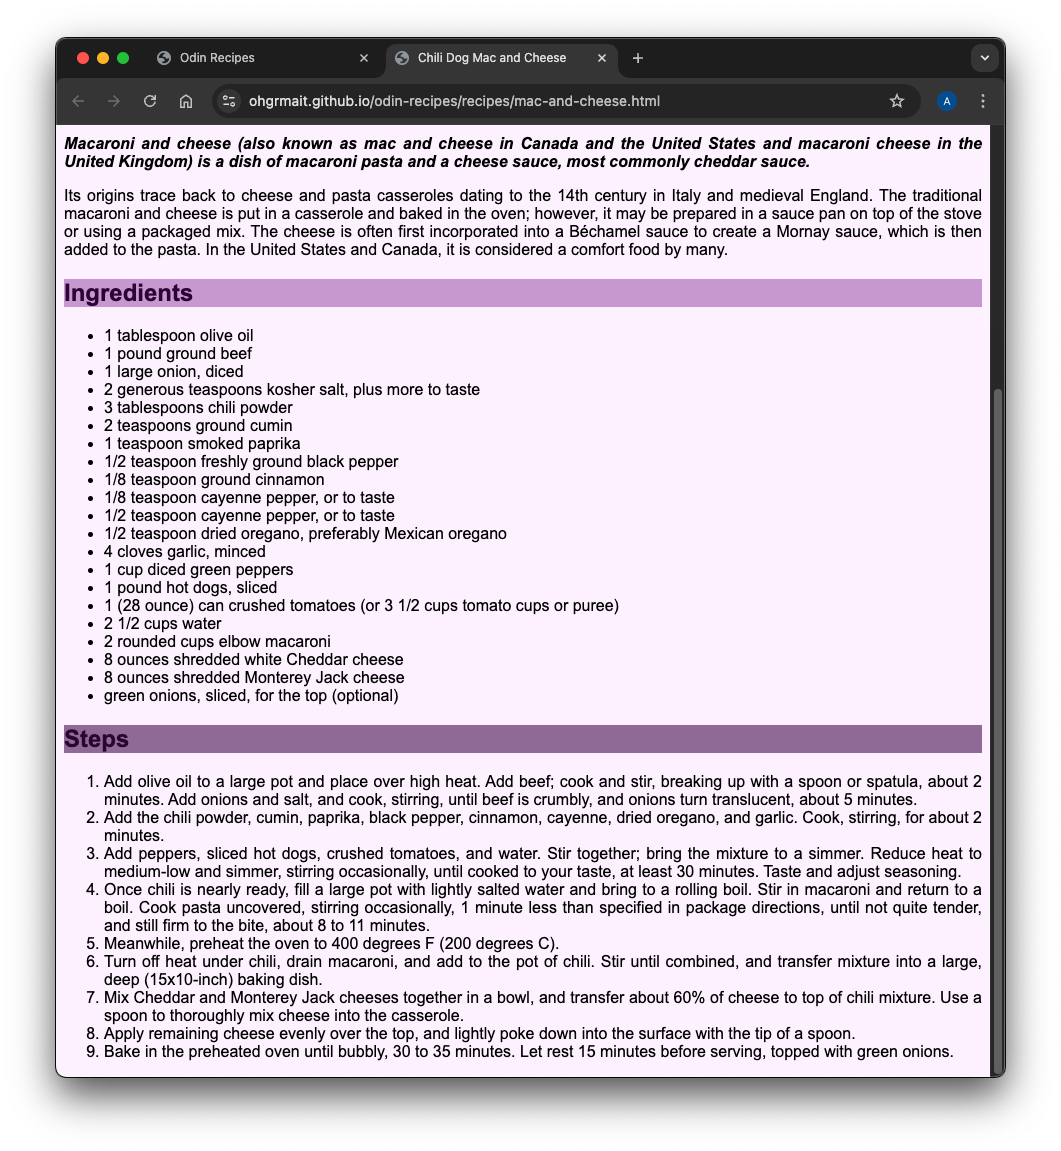 Odin Recipes
Chili Dog Mac and Cheese
ohgrmait.github.io/odin-recipes/recipes/mac-and-cheese.html
A
Macaroni and cheese (also known as mac and cheese in Canada and the United States and macaroni cheese in the
United Kingdom) is a dish of macaroni pasta and a cheese sauce, most commonly cheddar sauce.
Its origins trace back to cheese and pasta casseroles dating to the 14th century in Italy and medieval England. The traditional
macaroni and cheese is put in a casserole and baked in the oven; however, it may be prepared in a sauce pan on top of the stove
or using a packaged mix. The cheese is often first incorporated into a Béchamel sauce to create a Mornay sauce, which is then
added to the pasta. In the United States and Canada, it is considered a comfort food by many.
Ingredients
• 1 tablespoon olive oil
• 1 pound ground beef
• 1 large onion, diced
• 2 generous teaspoons kosher salt, plus more to taste
• 3 tablespoons chili powder
• 2 teaspoons ground cumin
• 1 teaspoon smoked paprika
• 1/2 teaspoon freshly ground black pepper
• 1/8 teaspoon ground cinnamon
• 1/8 teaspoon cayenne pepper, or to taste
• 1/2 teaspoon cayenne pepper, or to taste
• 1/2 teaspoon dried oregano, preferably Mexican oregano
• 4 cloves garlic, minced
• 1 cup diced green peppers
• 1 pound hot dogs, sliced
• 1 (28 ounce) can crushed tomatoes (or 3 1/2 cups tomato cups or puree)
• 2 1/2 cups water
• 2 rounded cups elbow macaroni
• 8 ounces shredded white Cheddar cheese
• 8 ounces shredded Monterey Jack cheese
• green onions, sliced, for the top (optional)
Steps
1. Add olive oil to a large pot and place over high heat. Add beef; cook and stir, breaking up with a spoon or spatula, about 2
minutes. Add onions and salt, and cook, stirring, until beef is crumbly, and onions turn translucent, about 5 minutes.
2. Add the chili powder, cumin, paprika, black pepper, cinnamon, cayenne, dried oregano, and garlic. Cook, stirring, for about 2
minutes.
3. Add peppers, sliced hot dogs, crushed tomatoes, and water. Stir together; bring the mixture to a simmer. Reduce heat to
medium-low and simmer, stirring occasionally, until cooked to your taste, at least 30 minutes. Taste and adjust seasoning.
4. Once chili is nearly ready, fill a large pot with lightly salted water and bring to a rolling boil. Stir in macaroni and return to a
boil. Cook pasta uncovered, stirring occasionally, 1 minute less than specified in package directions, until not quite tender,
and still firm to the bite, about 8 to 11 minutes.
5. Meanwhile, preheat the oven to 400 degrees F (200 degrees C).
6. Turn off heat under chili, drain macaroni, and add to the pot of chili. Stir until combined, and transfer mixture into a large,
deep (15x10-inch) baking dish.
7. Mix Cheddar and Monterey Jack cheeses together in a bowl, and transfer about 60% of cheese to top of chili mixture. Use a
spoon to thoroughly mix cheese into the casserole.
8. Apply remaining cheese evenly over the top, and lightly poke down into the surface with the tip of a spoon.
9. Bake in the preheated oven until bubbly, 30 to 35 minutes. Let rest 15 minutes before serving, topped with green onions.